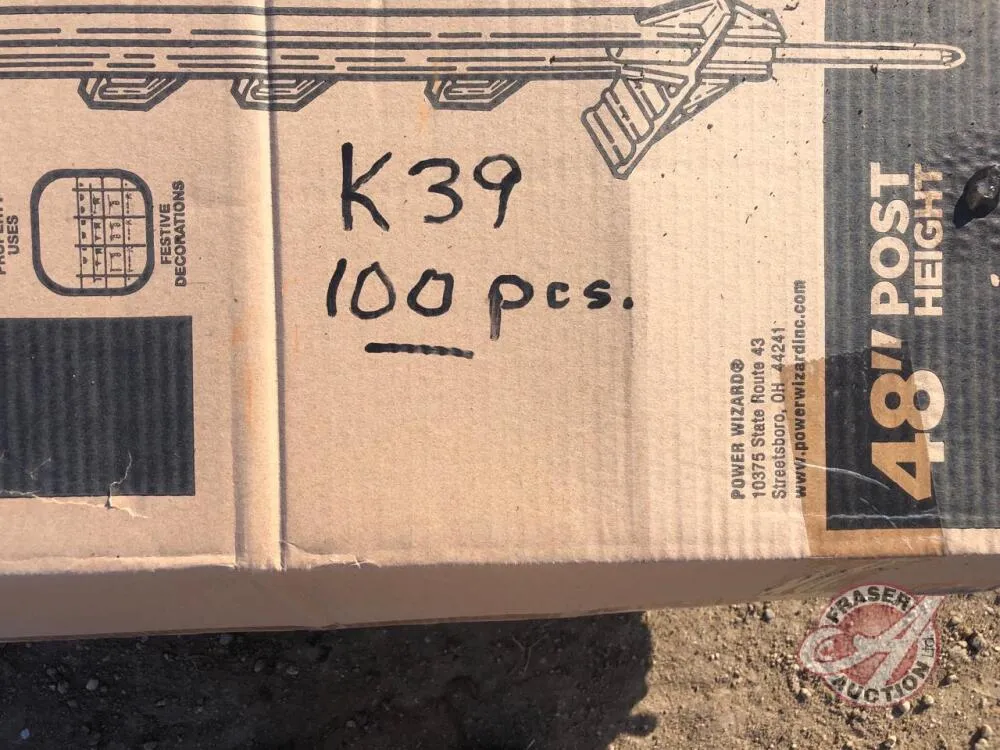 K39
100 pcs.
USES
FESTIVE
DECORATIONS
POWER WIZARD®
10375 State Route 43
Streetsboro, OH 44241
www.powerwizardinc.com
48" POST
HEIGHT
FRASER
AUCTION